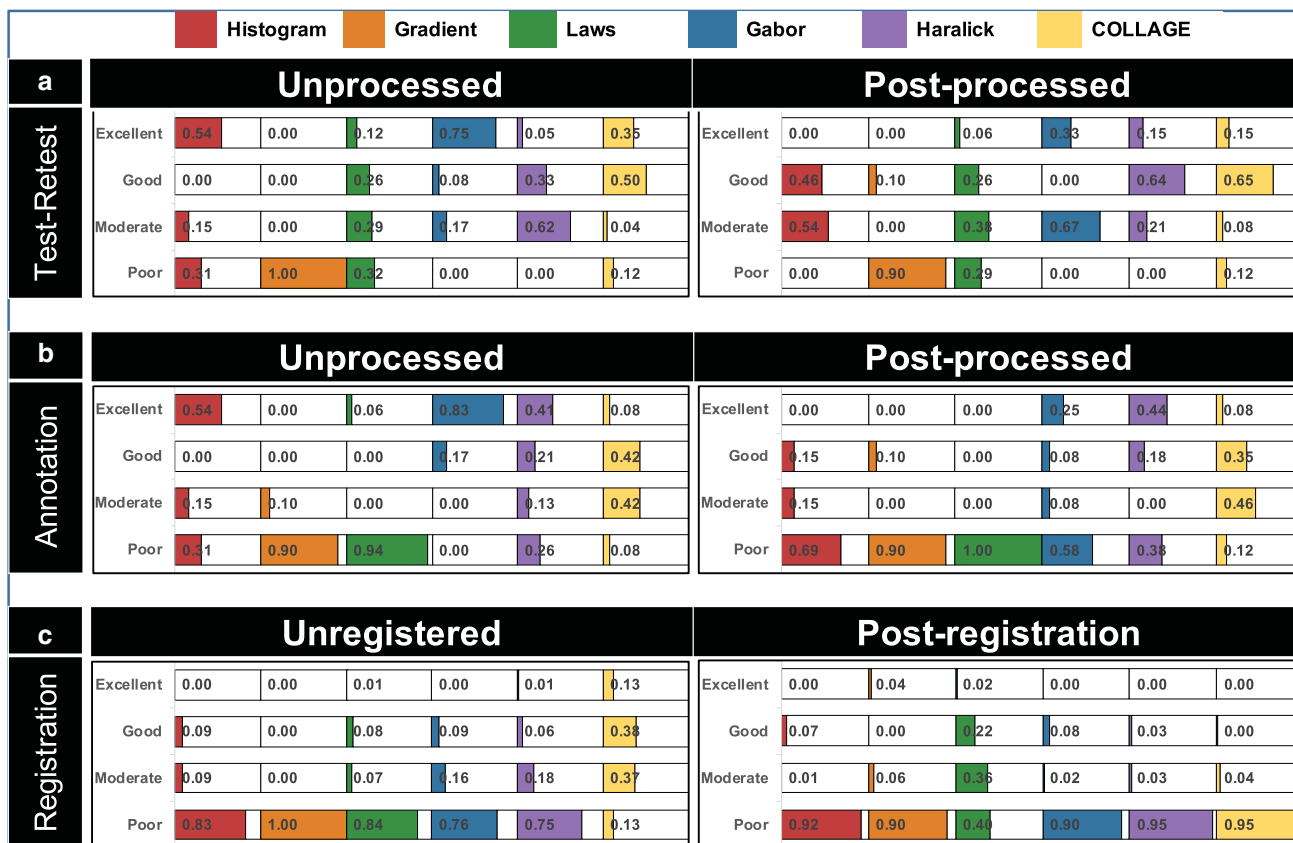 Histogram Gradient Laws Gabor Haralick COLLAGE
a Unprocessed Post-processed
Test-Retest
Excellent 0.54 0.00 0.12 0.75 0.05 0.35 Excellent 0.00 0.00 0.06 0.33 0.15 0.15
Good 0.00 0.00 0.26 0.08 0.33 0.50 Good 0.46 0.10 0.26 0.00 0.64 0.65
Moderate 0.15 0.00 0.29 0.17 0.62 0.04 Moderate 0.54 0.00 0.38 0.67 0.21 0.08
Poor 0.31 1.00 0.32 0.00 0.00 0.12 Poor 0.00 0.90 0.29 0.00 0.00 0.12
b Unprocessed Post-processed
Annotation
Excellent 0.54 0.00 0.06 0.83 0.41 0.08 Excellent 0.00 0.00 0.00 0.25 0.44 0.08
Good 0.00 0.00 0.00 0.17 0.21 0.42 Good 0.15 0.10 0.00 0.08 0.18 0.35
Moderate 0.15 0.10 0.00 0.00 0.13 0.42 Moderate 0.15 0.00 0.00 0.08 0.00 0.46
Poor 0.31 0.90 0.94 0.00 0.26 0.08 Poor 0.69 0.90 1.00 0.58 0.38 0.12
c Unregistered Post-registration
Registration
Excellent 0.00 0.00 0.01 0.00 0.01 0.13 Excellent 0.00 0.04 0.02 0.00 0.00 0.00
Good 0.09 0.00 0.08 0.09 0.06 0.38 Good 0.07 0.00 0.22 0.08 0.03 0.00
Moderate 0.09 0.00 0.07 0.16 0.18 0.37 Moderate 0.01 0.06 0.36 0.02 0.03 0.04
Poor 0.83 1.00 0.84 0.76 0.75 0.13 Poor 0.92 0.90 0.40 0.90 0.95 0.95